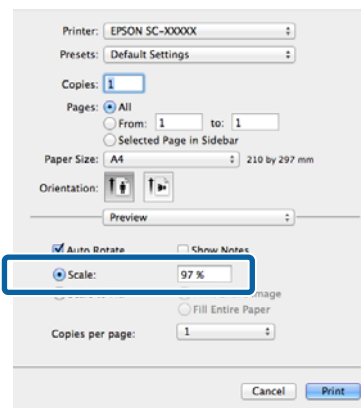 Printer: EPSON SC-XXXXX
Presets: Default Settings
Copies: 1
Pages: All
From: 1 to: 1
Selected Page in Sidebar
Paper Size: A4 210 by 297 mm
Orientation:
Preview
Auto Rotate Show Notes
Scale: 97 %
Fill Entire Paper
Copies per page: 1
Cancel Print